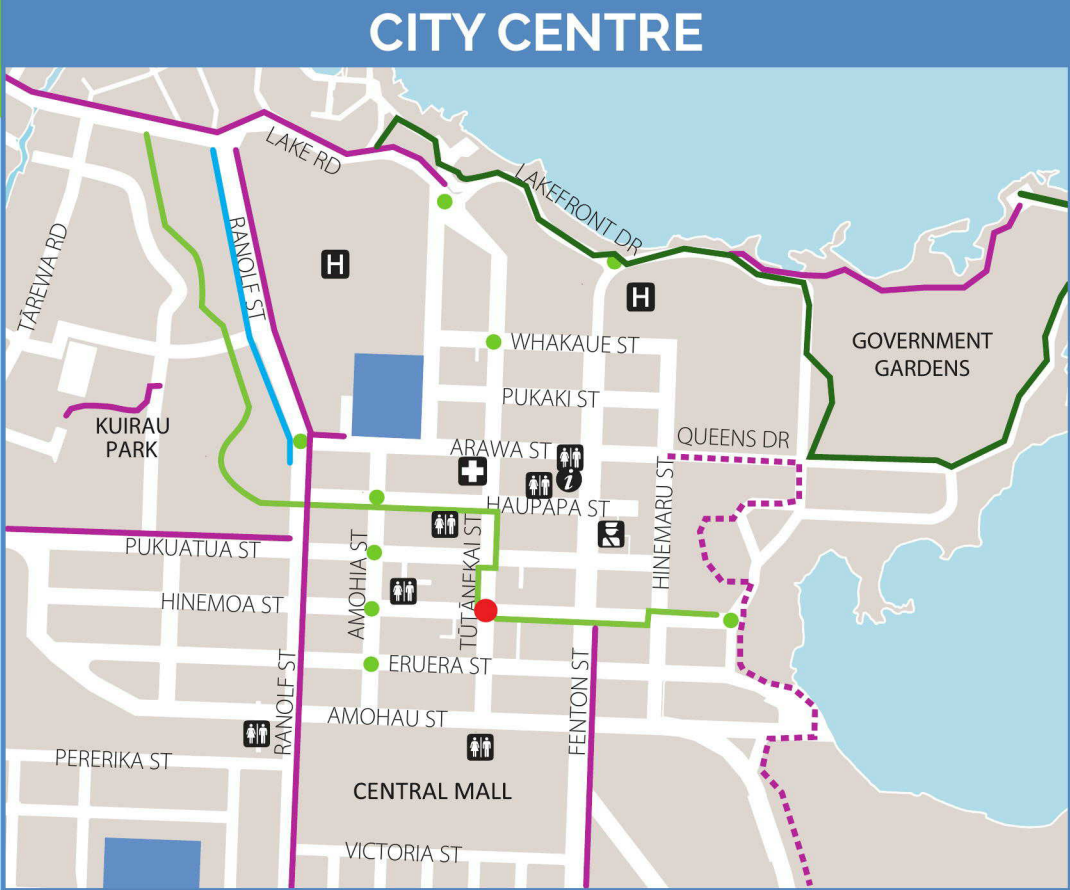 CITY CENTRE
LAKE RD
LAKEFRONT DR
TĀREWA RD
RANOLF ST
H
H
WHAKAUE ST
GOVERNMENT
GARDENS
PUKAKI ST
KUIRAU
PARK
ARAWA ST
QUEENS DR
i
HAUPAPA ST
HINEMARU ST
PUKUATUA ST
AMOHIA ST
TŪTĀNEKAI ST
HINEMOA ST
ERUERA ST
RANOLF ST
FENTON ST
AMOHAU ST
PERERIKA ST
CENTRAL MALL
VICTORIA ST